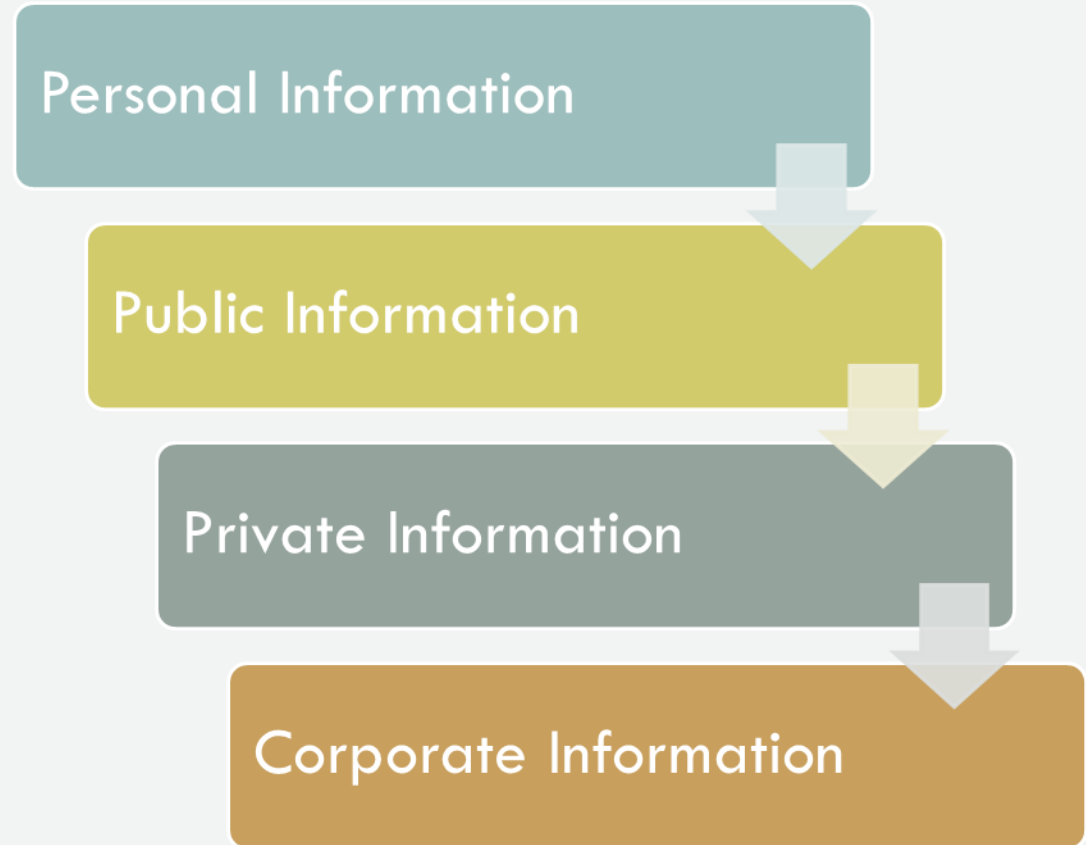 Personal Information
Public Information
Private Information
Corporate Information